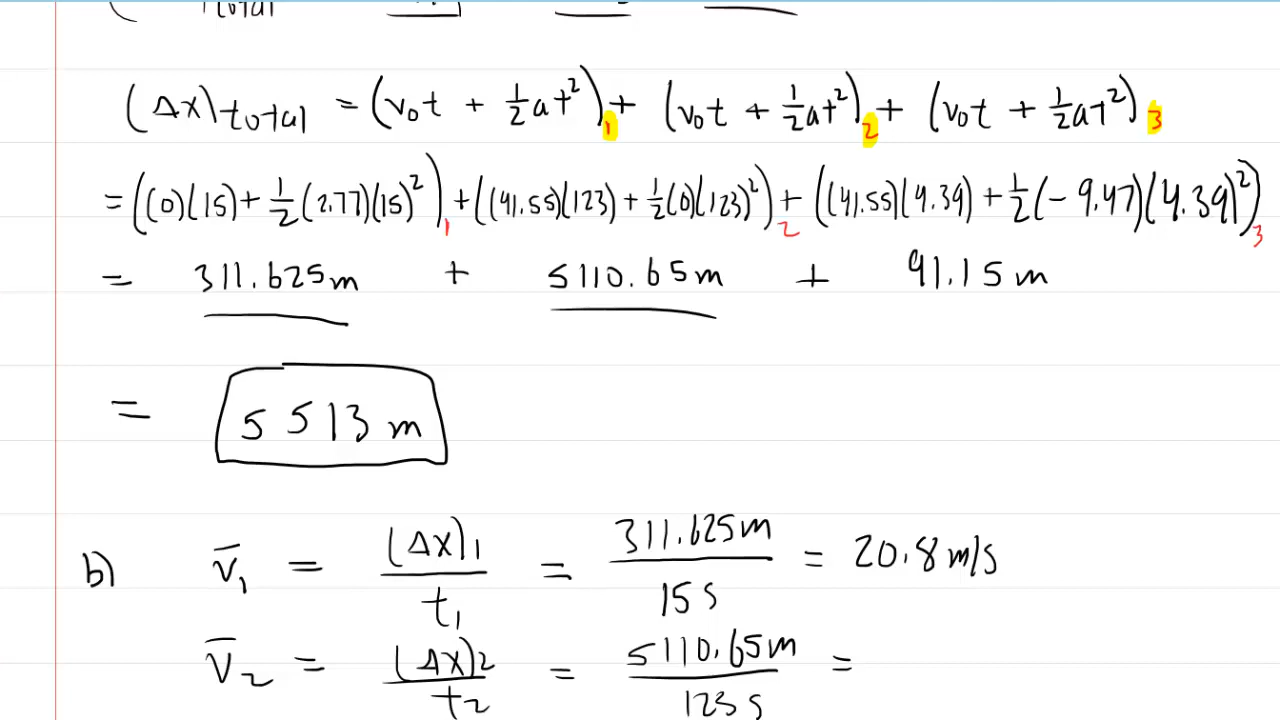 (Δx)total = (v₀t + ½at²)₁ + (v₀t + ½at²)₂ + (v₀t + ½at²)₃
= ((0)(15) + ½(2.77)(15)²)₁ + ((41.55)(123) + ½(0)(123)²)₂ + ((41.55)(4.39) + ½(-9.47)(4.39)²)₃
= 311.625m + 5110.65m + 91.15m
= 5513 m
b) v̄₁ = (Δx)₁/t₁ = 311.625m/15s = 20.8 m/s
v̄₂ = (Δx)₂/t₂ = 5110.65m/123s =